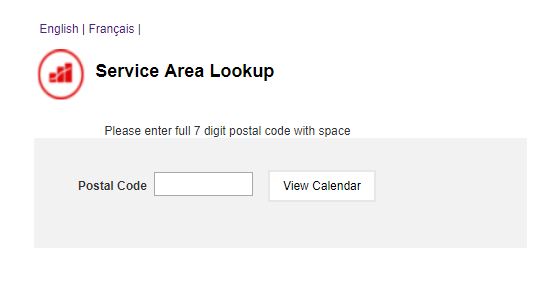 English | Français |
Service Area Lookup
Please enter full 7 digit postal code with space
Postal Code View Calendar